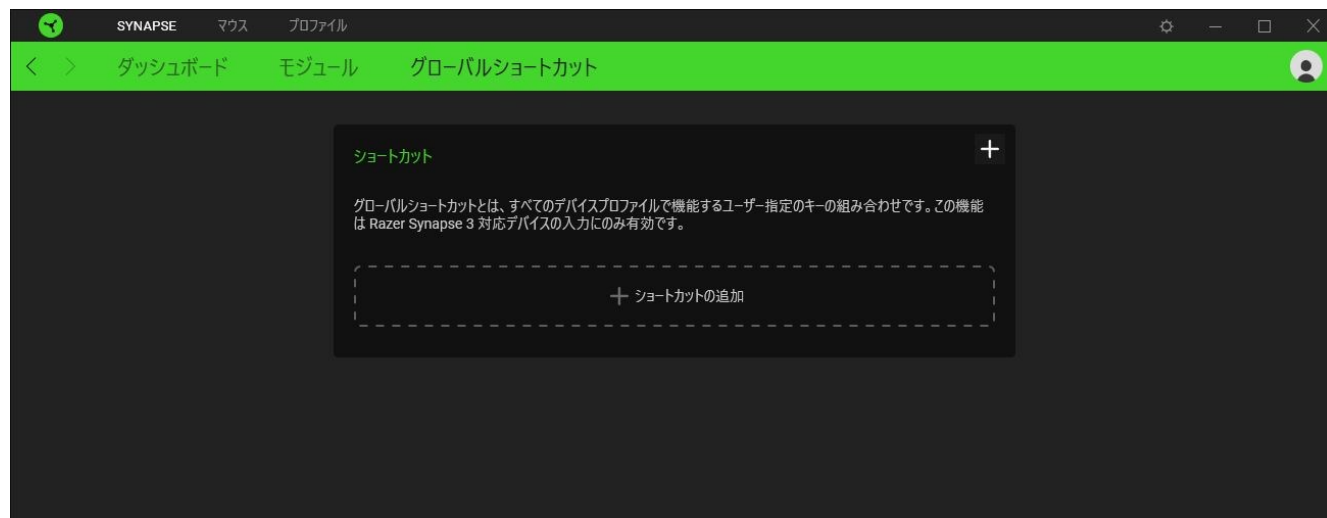 SYNAPSE マウス プロファイル
ダッシュボード モジュール グローバルショートカット
ショートカット
グローバルショートカットとは、すべてのデバイスプロファイルで機能するユーザー指定のキーの組み合わせです。この機能
は Razer Synapse 3 対応デバイスの入力にのみ有効です。
ショートカットの追加